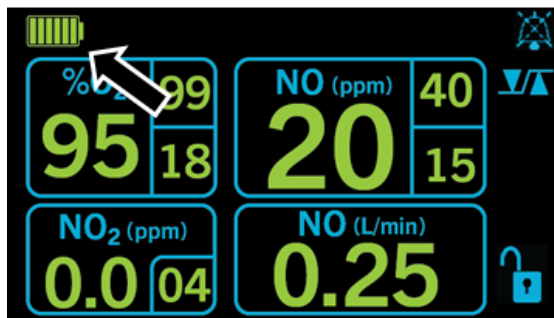 %O₂ 99
95 18
NO (ppm) 40
20 15
NO₂ (ppm)
0.0 04
NO (L/min)
0.25